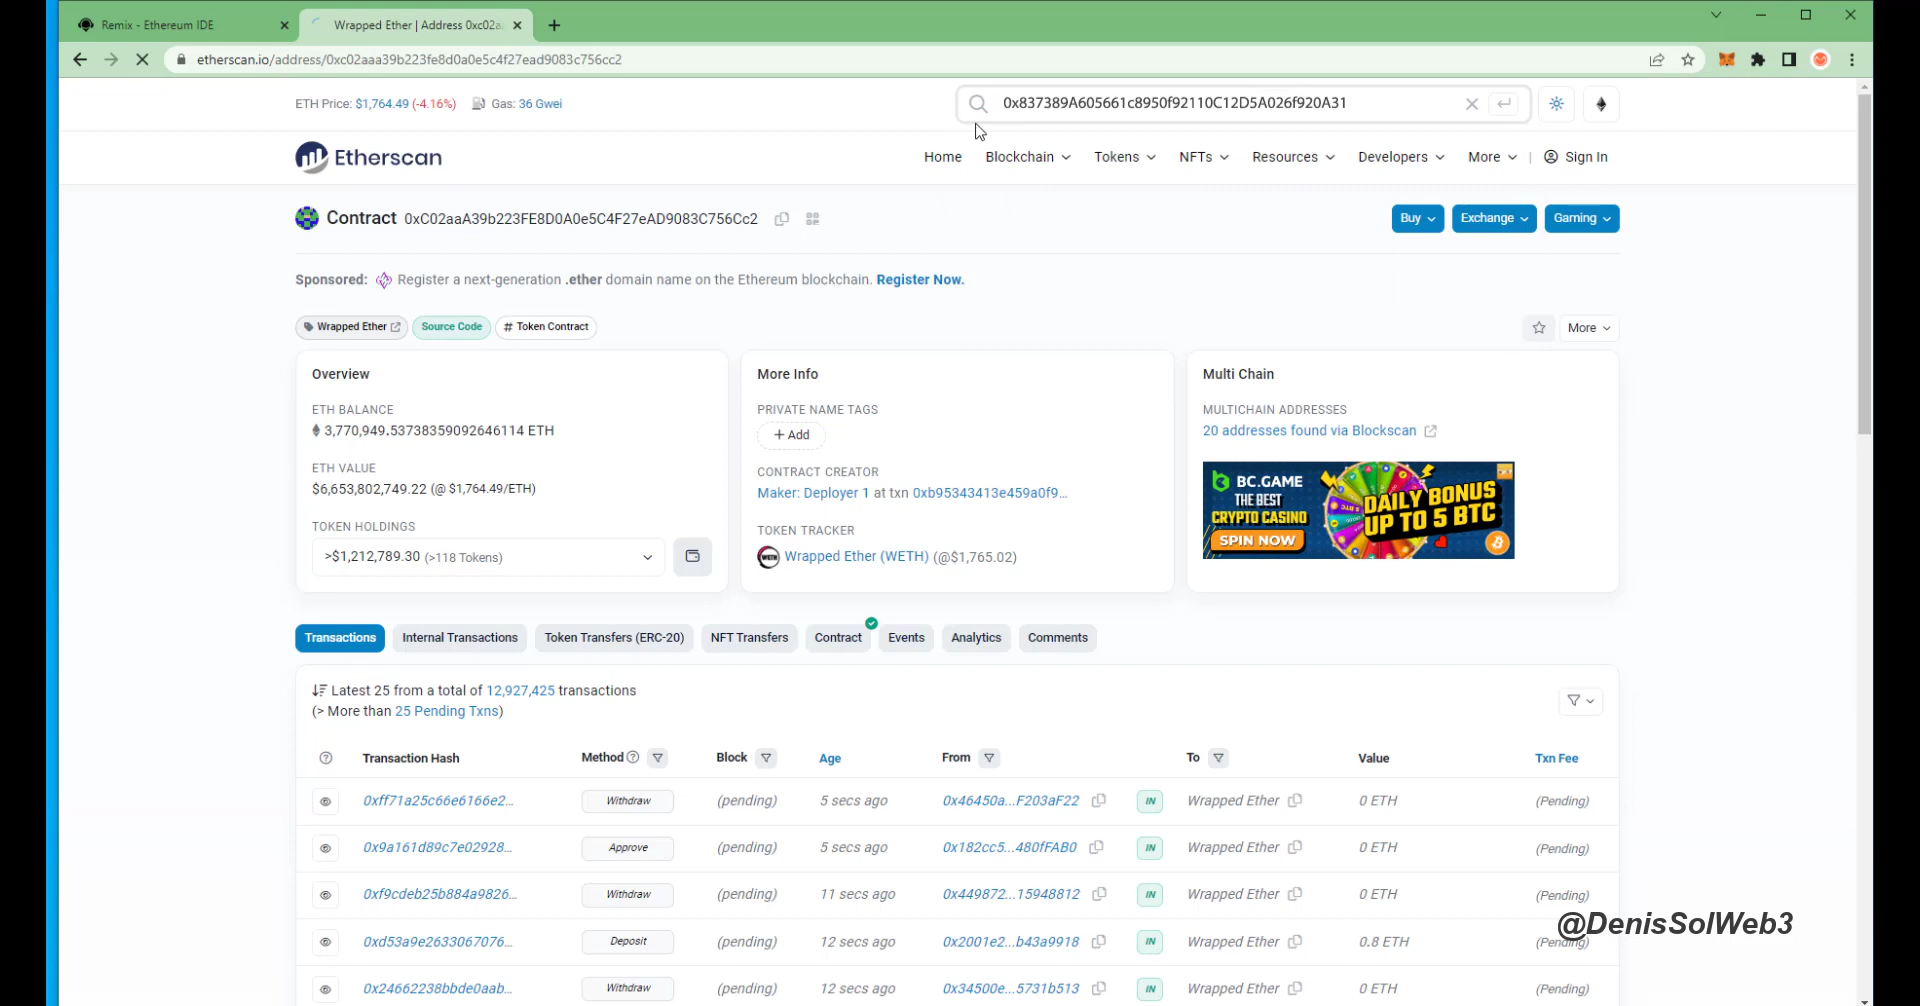 Remix - Ethereum IDE
Wrapped Ether | Address 0xc02a
etherscan.io/address/0xc02aaa39b223fe8d0a0e5c4f27ead9083c756cc2
ETH Price: $1,764.49 (-4.16%) Gas: 36 Gwei
0x837389A605661c8950f92110C12D5A026f920A31
Etherscan
Home Blockchain Tokens NFTs Resources Developers More | Sign In
Contract 0xC02aaA39b223FE8D0A0e5C4F27eAD9083C756Cc2
Buy Exchange Gaming
Sponsored: Register a next-generation .ether domain name on the Ethereum blockchain. Register Now.
Wrapped Ether Source Code # Token Contract
More
Overview
ETH BALANCE
3,770,949.53738359092646114 ETH
ETH VALUE
$6,653,802,749.22 (@ $1,764.49/ETH)
TOKEN HOLDINGS
>$1,212,789.30 (>118 Tokens)
More Info
PRIVATE NAME TAGS
+ Add
CONTRACT CREATOR
Maker: Deployer 1 at txn 0xb95343413e459a0f9...
TOKEN TRACKER
WETH Wrapped Ether (WETH) (@$1,765.02)
Multi Chain
MULTICHAIN ADDRESSES
20 addresses found via Blockscan
BC.GAME
THE BEST
CRYPTO CASINO
SPIN NOW
DAILY BONUS
UP TO 5 BTC
Transactions Internal Transactions Token Transfers (ERC-20) NFT Transfers Contract Events Analytics Comments
Latest 25 from a total of 12,927,425 transactions
(> More than 25 Pending Txns)
Transaction Hash Method Block Age From To Value Txn Fee
0xff71a25c66e6166e2... Withdraw (pending) 5 secs ago 0x46450a...F203aF22 IN Wrapped Ether 0 ETH (Pending)
0x9a161d89c7e02928... Approve (pending) 5 secs ago 0x182cc5...480fFAB0 IN Wrapped Ether 0 ETH (Pending)
0xf9cdeb25b884a9826... Withdraw (pending) 11 secs ago 0x449872...15948812 IN Wrapped Ether 0 ETH (Pending)
0xd53a9e2633067076... Deposit (pending) 12 secs ago 0x2001e2...b43a9918 IN Wrapped Ether 0.8 ETH (Pending)
0x24662238bbde0aab... Withdraw (pending) 12 secs ago 0x34500e...5731b513 IN Wrapped Ether 0 ETH (Pending)
@DenisSolWeb3